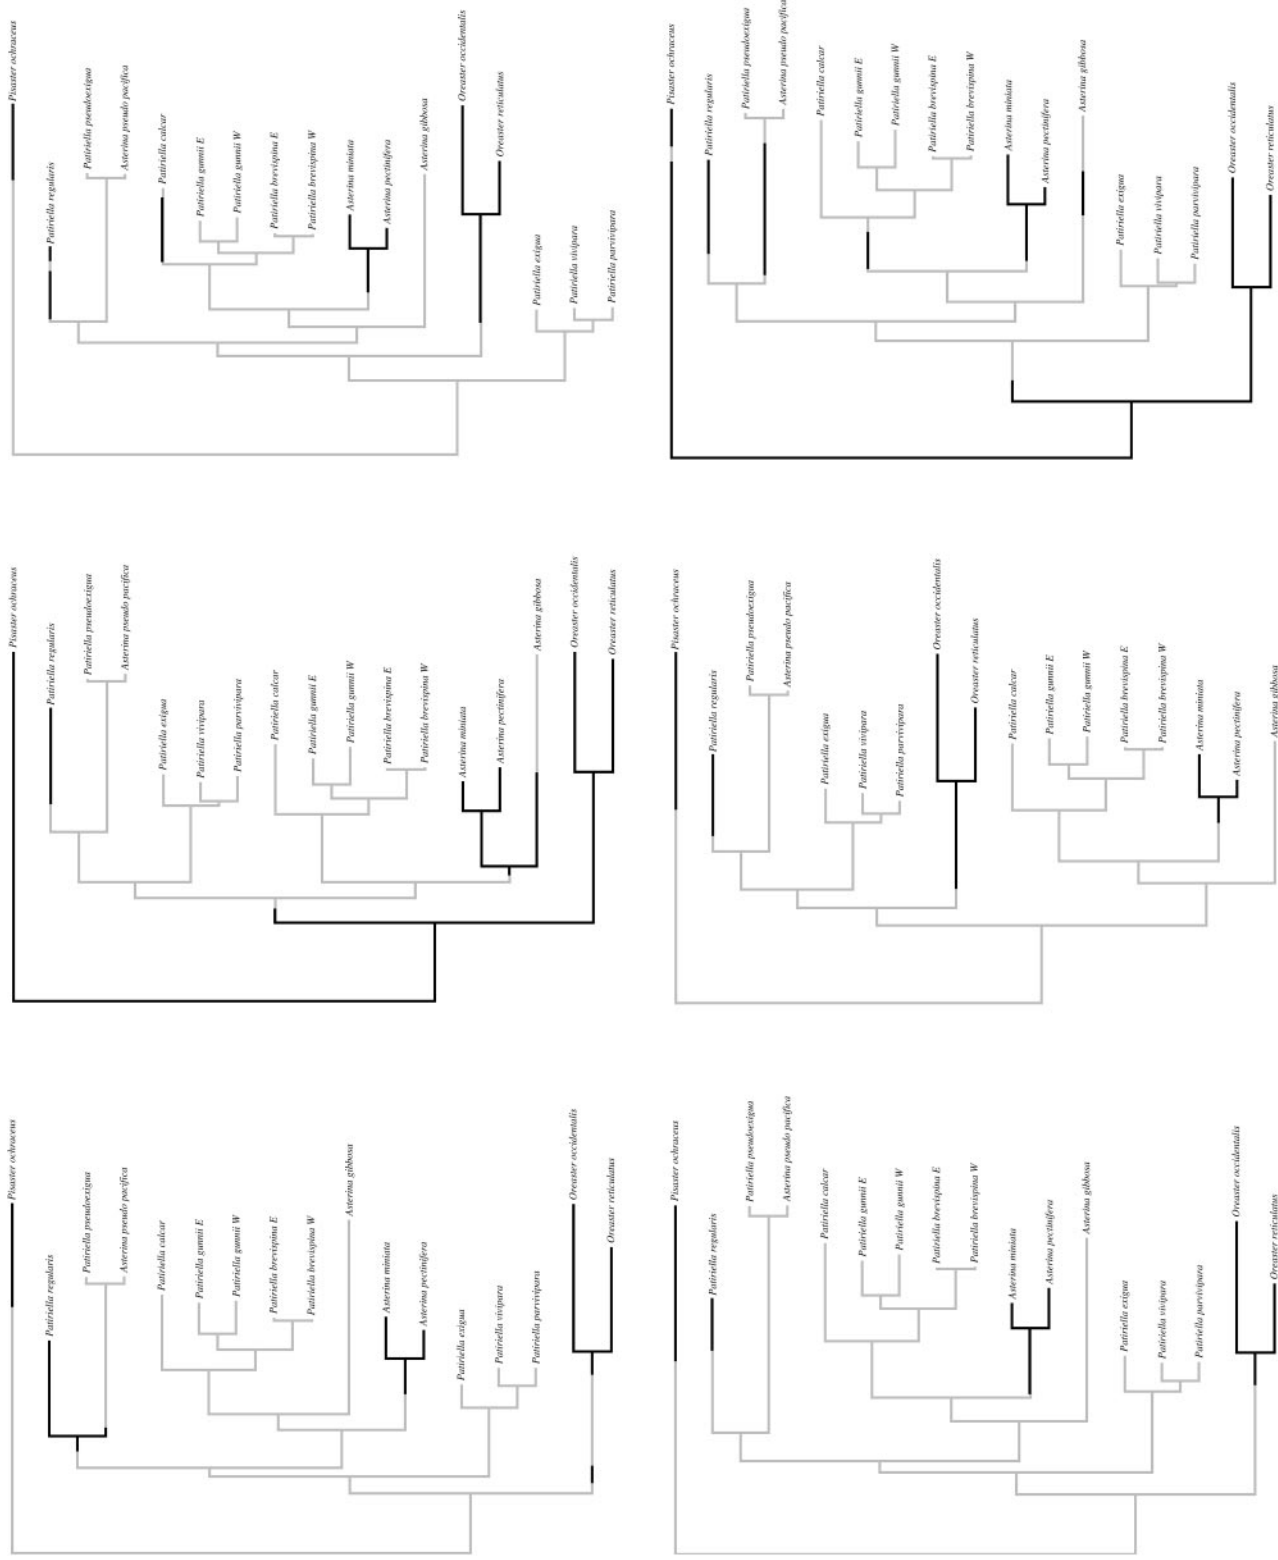 Pisaster ochraceus
Patiriella regularis
Patiriella pseudoexigua
Asterina pseudo pacifica
Patiriella calcar
Patiriella gunnii E
Patiriella gunnii W
Patiriella brevispina E
Patiriella brevispina W
Asterina miniata
Asterina pectinifera
Asterina gibbosa
Oreaster occidentalis
Oreaster reticulatus
Patiriella exigua
Patiriella vivipara
Patiriella parvivipara
Pisaster ochraceus
Patiriella regularis
Patiriella pseudoexigua
Asterina pseudo pacifica
Patiriella calcar
Patiriella gunnii E
Patiriella gunnii W
Patiriella brevispina E
Patiriella brevispina W
Asterina miniata
Asterina pectinifera
Asterina gibbosa
Patiriella exigua
Patiriella vivipara
Patiriella parvivipara
Oreaster occidentalis
Oreaster reticulatus
Pisaster ochraceus
Patiriella regularis
Patiriella pseudoexigua
Asterina pseudo pacifica
Patiriella exigua
Patiriella vivipara
Patiriella parvivipara
Patiriella calcar
Patiriella gunnii E
Patiriella gunnii W
Patiriella brevispina E
Patiriella brevispina W
Asterina miniata
Asterina pectinifera
Asterina gibbosa
Oreaster occidentalis
Oreaster reticulatus
Pisaster ochraceus
Patiriella regularis
Patiriella pseudoexigua
Asterina pseudo pacifica
Patiriella exigua
Patiriella vivipara
Patiriella parvivipara
Oreaster occidentalis
Oreaster reticulatus
Patiriella calcar
Patiriella gunnii E
Patiriella gunnii W
Patiriella brevispina E
Patiriella brevispina W
Asterina miniata
Asterina pectinifera
Asterina gibbosa
Pisaster ochraceus
Patiriella regularis
Patiriella pseudoexigua
Asterina pseudo pacifica
Patiriella calcar
Patiriella gunnii E
Patiriella gunnii W
Patiriella brevispina E
Patiriella brevispina W
Asterina gibbosa
Asterina miniata
Asterina pectinifera
Patiriella exigua
Patiriella vivipara
Patiriella parvivipara
Oreaster occidentalis
Oreaster reticulatus
Pisaster ochraceus
Patiriella regularis
Patiriella pseudoexigua
Asterina pseudo pacifica
Patiriella calcar
Patiriella gunnii E
Patiriella gunnii W
Patiriella brevispina E
Patiriella brevispina W
Asterina miniata
Asterina pectinifera
Asterina gibbosa
Patiriella exigua
Patiriella vivipara
Patiriella parvivipara
Oreaster occidentalis
Oreaster reticulatus